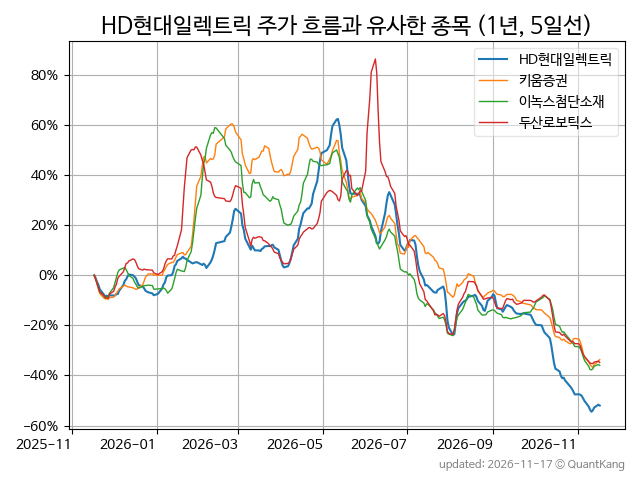 HD현대일렉트릭 주가 흐름과 유사한 종목 (1년, 5일선)
HD현대일렉트릭
키움증권
이녹스첨단소재
두산로보틱스
80%
60%
40%
20%
0%
−20%
−40%
−60%
2025-11
2026-01
2026-03
2026-05
2026-07
2026-09
2026-11
updated: 2026-11-17 © QuantKang